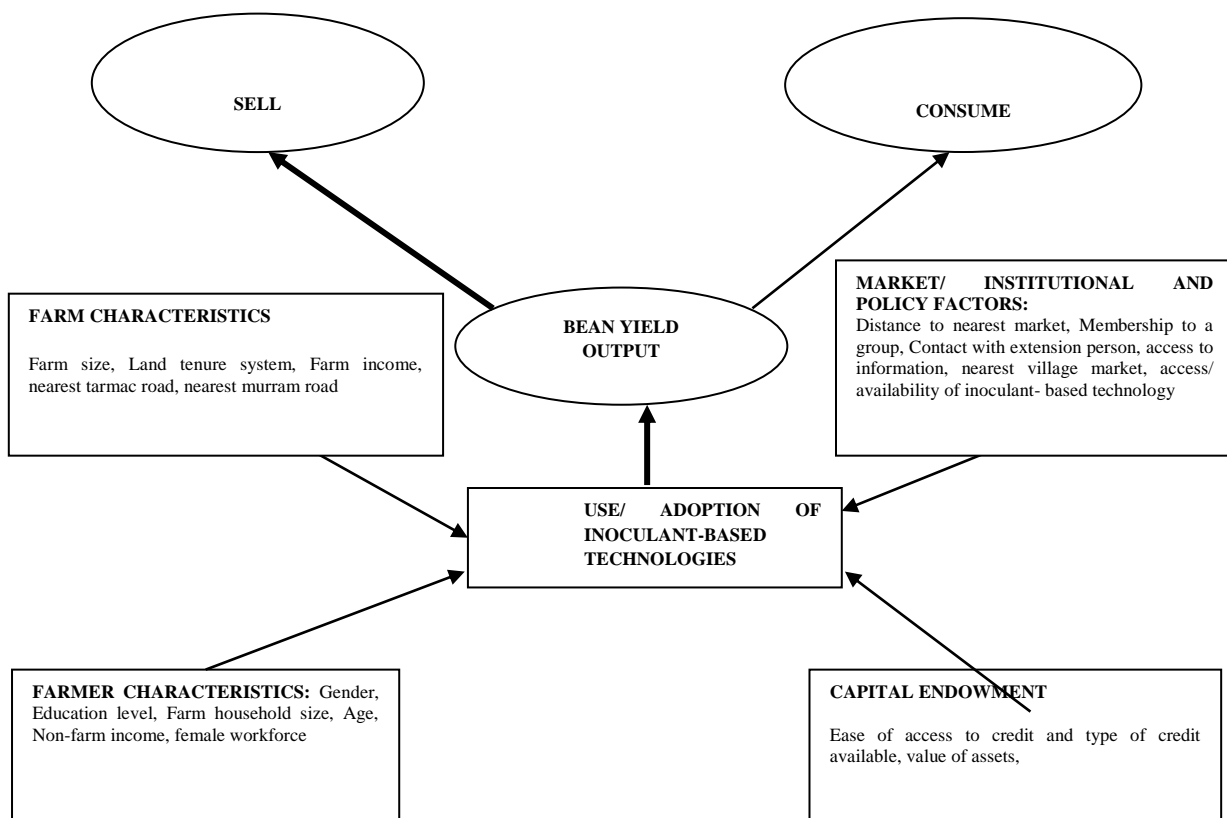 SELL
CONSUME
FARM CHARACTERISTICS
Farm size, Land tenure system, Farm income,
nearest tarmac road, nearest murram road
BEAN YIELD
OUTPUT
MARKET/ INSTITUTIONAL AND
POLICY FACTORS:
Distance to nearest market, Membership to a
group, Contact with extension person, access to
information, nearest village market, access/
availability of inoculant- based technology
USE/ ADOPTION OF
INOCULANT-BASED
TECHNOLOGIES
FARMER CHARACTERISTICS: Gender,
Education level, Farm household size, Age,
Non-farm income, female workforce
CAPITAL ENDOWMENT
Ease of access to credit and type of credit
available, value of assets,